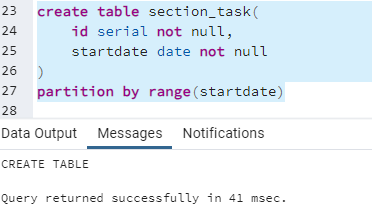 23 create table section_task(
24 id serial not null,
25 startdate date not null
26 )
27 partition by range(startdate)
28
Data Output Messages Notifications
CREATE TABLE
Query returned successfully in 41 msec.